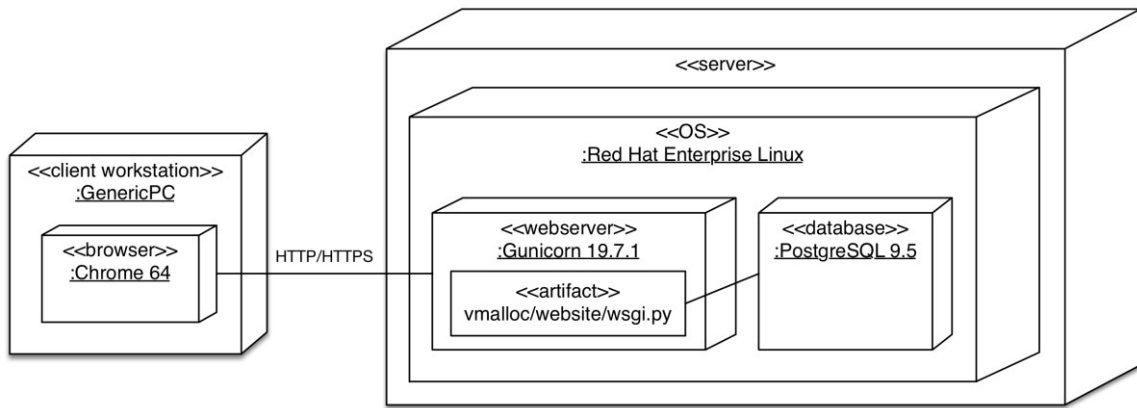 <<server>>
<<OS>>
:Red Hat Enterprise Linux
<<client workstation>>
:GenericPC
<<browser>>
:Chrome 64
HTTP/HTTPS
<<webserver>>
:Gunicorn 19.7.1
<<artifact>>
vmalloc/website/wsgi.py
<<database>>
:PostgreSQL 9.5